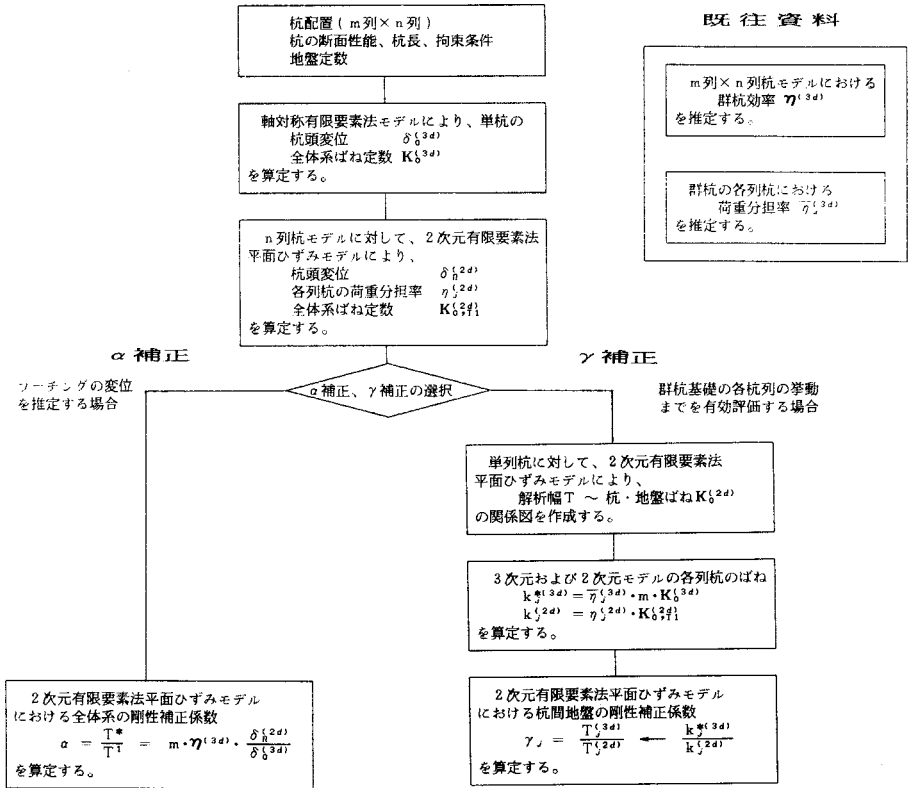 杭配置(m列×n列)
杭の断面性能、杭長、拘束条件
地盤定数
既往資料
m列×n列杭モデルにおける
群杭効率 η(3d)
を推定する。
群杭の各列杭における
荷重分担率 η̄j(3d)
を推定する。
軸対称有限要素法モデルにより、単杭の
杭頭変位 δ0(3d)
全体系ばね定数 K0(3d)
を算定する。
n列杭モデルに対して、2次元有限要素法
平面ひずみモデルにより、
杭頭変位 δn(2d)
各列杭の荷重分担率 ηj(2d)
全体系ばね定数 K0,T1(2d)
を算定する。
α補正
γ補正
フーチングの変位
を推定する場合
α補正、γ補正の選択
群杭基礎の各杭列の挙動
までを有効評価する場合
単列杭に対して、2次元有限要素法
平面ひずみモデルにより、
解析幅T ~ 杭・地盤ばねK0(2d)
の関係図を作成する。
3次元および2次元モデルの各列杭のばね
kj*(3d) = η̄j(3d)・m・K0(3d)
kj(2d) = ηj(2d)・K0,T1(2d)
を算定する。
2次元有限要素法平面ひずみモデル
における全体系の剛性補正係数
α = T*/T1 = m・η(3d)・δn(2d)/δ0(3d)
を算定する。
2次元有限要素法平面ひずみモデル
における杭間地盤の剛性補正係数
γj = Tj(3d)/Tj(2d) ← kj*(3d)/kj(2d)
を算定する。